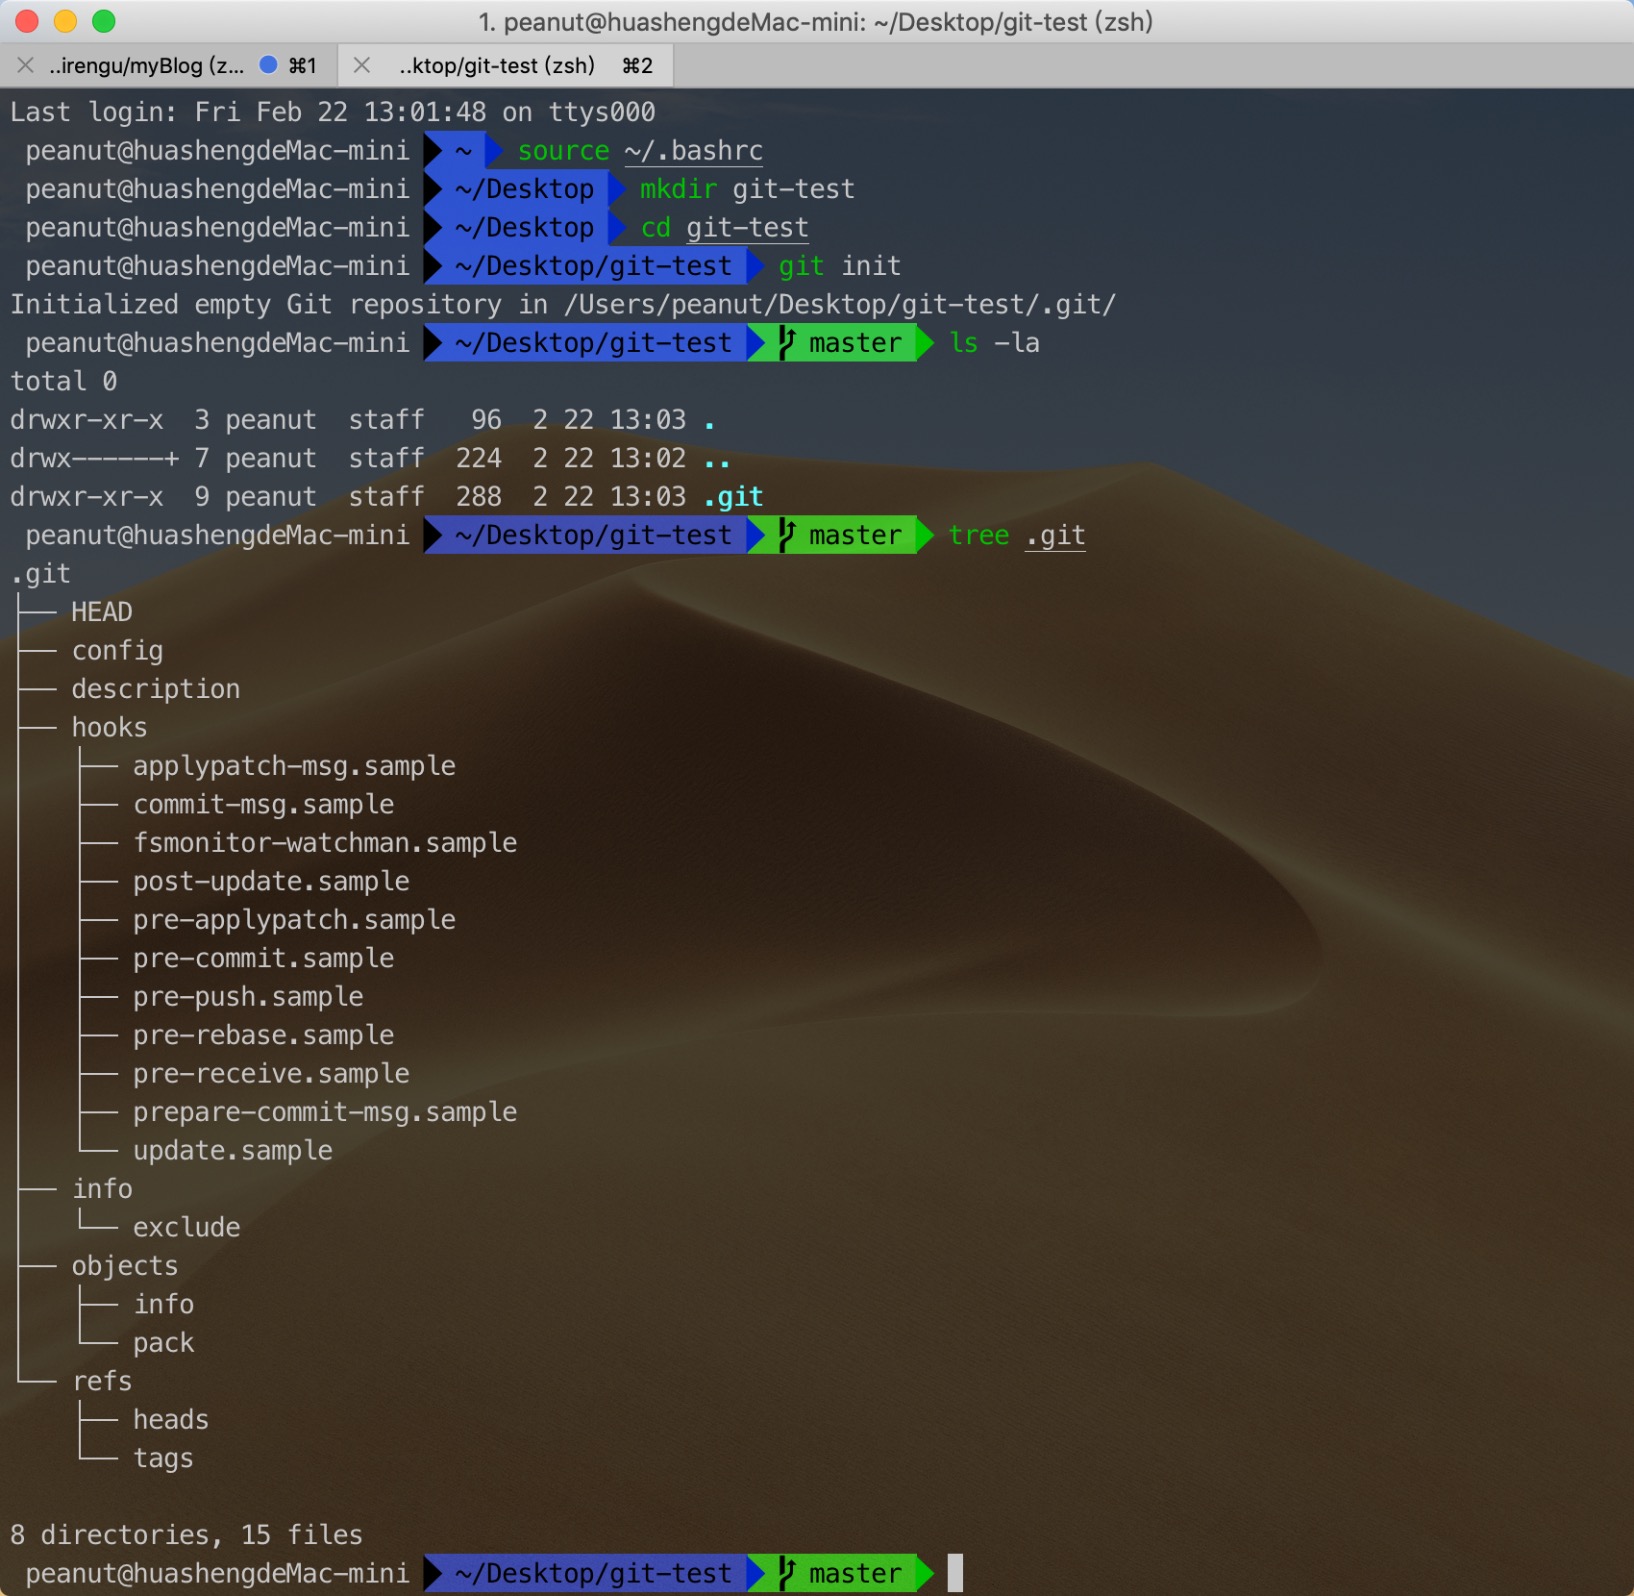 1. peanut@huashengdeMac-mini: ~/Desktop/git-test (zsh)
..irengu/myBlog (z... ⌘1 ..ktop/git-test (zsh) ⌘2
Last login: Fri Feb 22 13:01:48 on ttys000
peanut@huashengdeMac-mini ~ source ~/.bashrc
peanut@huashengdeMac-mini ~/Desktop mkdir git-test
peanut@huashengdeMac-mini ~/Desktop cd git-test
peanut@huashengdeMac-mini ~/Desktop/git-test git init
Initialized empty Git repository in /Users/peanut/Desktop/git-test/.git/
peanut@huashengdeMac-mini ~/Desktop/git-test master ls -la
total 0
drwxr-xr-x 3 peanut staff 96 2 22 13:03 .
drwx------+ 7 peanut staff 224 2 22 13:02 ..
drwxr-xr-x 9 peanut staff 288 2 22 13:03 .git
peanut@huashengdeMac-mini ~/Desktop/git-test master tree .git
.git
├── HEAD
├── config
├── description
├── hooks
│   ├── applypatch-msg.sample
│   ├── commit-msg.sample
│   ├── fsmonitor-watchman.sample
│   ├── post-update.sample
│   ├── pre-applypatch.sample
│   ├── pre-commit.sample
│   ├── pre-push.sample
│   ├── pre-rebase.sample
│   ├── pre-receive.sample
│   ├── prepare-commit-msg.sample
│   └── update.sample
├── info
│   └── exclude
├── objects
│   ├── info
│   └── pack
└── refs
    ├── heads
    └── tags
8 directories, 15 files
peanut@huashengdeMac-mini ~/Desktop/git-test master